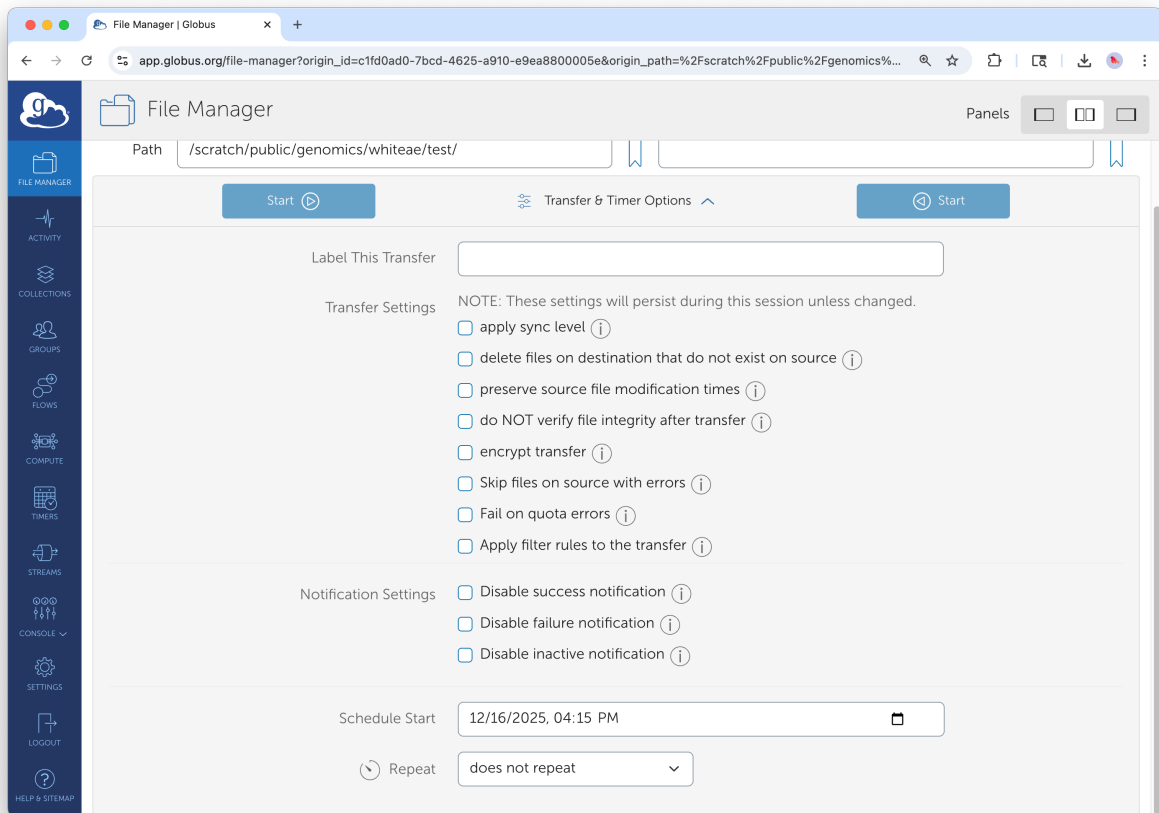 File Manager | Globus
app.globus.org/file-manager?origin_id=c1fd0ad0-7bcd-4625-a910-e9ea8800005e&origin_path=%2Fscratch%2Fpublic%2Fgenomics%...
g
File Manager
Panels
Path /scratch/public/genomics/whiteae/test/
FILE MANAGER
ACTIVITY
COLLECTIONS
GROUPS
FLOWS
COMPUTE
TIMERS
STREAMS
CONSOLE
SETTINGS
LOGOUT
HELP & SITEMAP
Start Transfer & Timer Options Start
Label This Transfer
Transfer Settings NOTE: These settings will persist during this session unless changed.
apply sync level
delete files on destination that do not exist on source
preserve source file modification times
do NOT verify file integrity after transfer
encrypt transfer
Skip files on source with errors
Fail on quota errors
Apply filter rules to the transfer
Notification Settings Disable success notification
Disable failure notification
Disable inactive notification
Schedule Start 12/16/2025, 04:15 PM
Repeat does not repeat